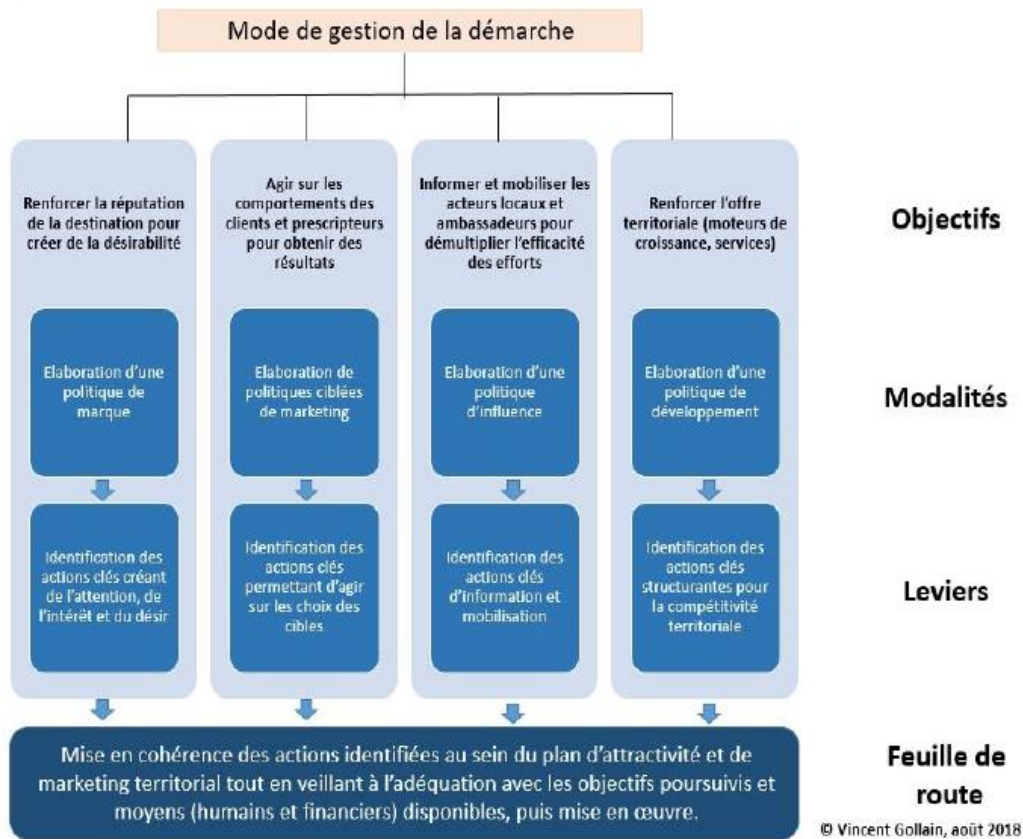 Mode de gestion de la démarche
Renforcer la réputation
de la destination pour
créer de la désirabilité
Agir sur les
comportements des
clients et prescripteurs
pour obtenir des
résultats
Informer et mobiliser les
acteurs locaux et
ambassadeurs pour
démultiplier l'efficacité
des efforts
Renforcer l'offre
territoriale (moteurs de
croissance, services)
Objectifs
Elaboration d'une
politique de
marque
Elaboration de
politiques ciblées
de marketing
Elaboration d'une
politique
d'influence
Elaboration d'une
politique de
développement
Modalités
Identification des
actions clés créant
de l'attention, de
l'intérêt et du désir
Identification des
actions clés
permettant d'agir
sur les choix des
cibles
Identification des
actions clés
d'information et
mobilisation
Identification des
actions clés
structurantes pour
la compétitivité
territoriale
Leviers
Mise en cohérence des actions identifiées au sein du plan d'attractivité et de
marketing territorial tout en veillant à l'adéquation avec les objectifs poursuivis et
moyens (humains et financiers) disponibles, puis mise en œuvre.
Feuille de
route
© Vincent Gollain, août 2018